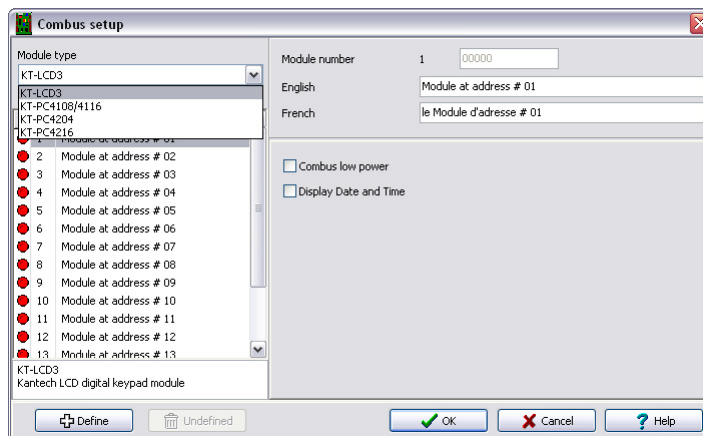 Combus setup
Module type
KT-LCD3
KT-LCD3
KT-PC4108/4116
KT-PC4204
KT-PC4216
1 Module at address # 01
2 Module at address # 02
3 Module at address # 03
4 Module at address # 04
5 Module at address # 05
6 Module at address # 06
7 Module at address # 07
8 Module at address # 08
9 Module at address # 09
10 Module at address # 10
11 Module at address # 11
12 Module at address # 12
13 Module at address # 13
KT-LCD3
Kantech LCD digital keypad module
Module number 1 00000
English Module at address # 01
French le Module d'adresse # 01
Combus low power
Display Date and Time
Define Undefined OK Cancel ? Help